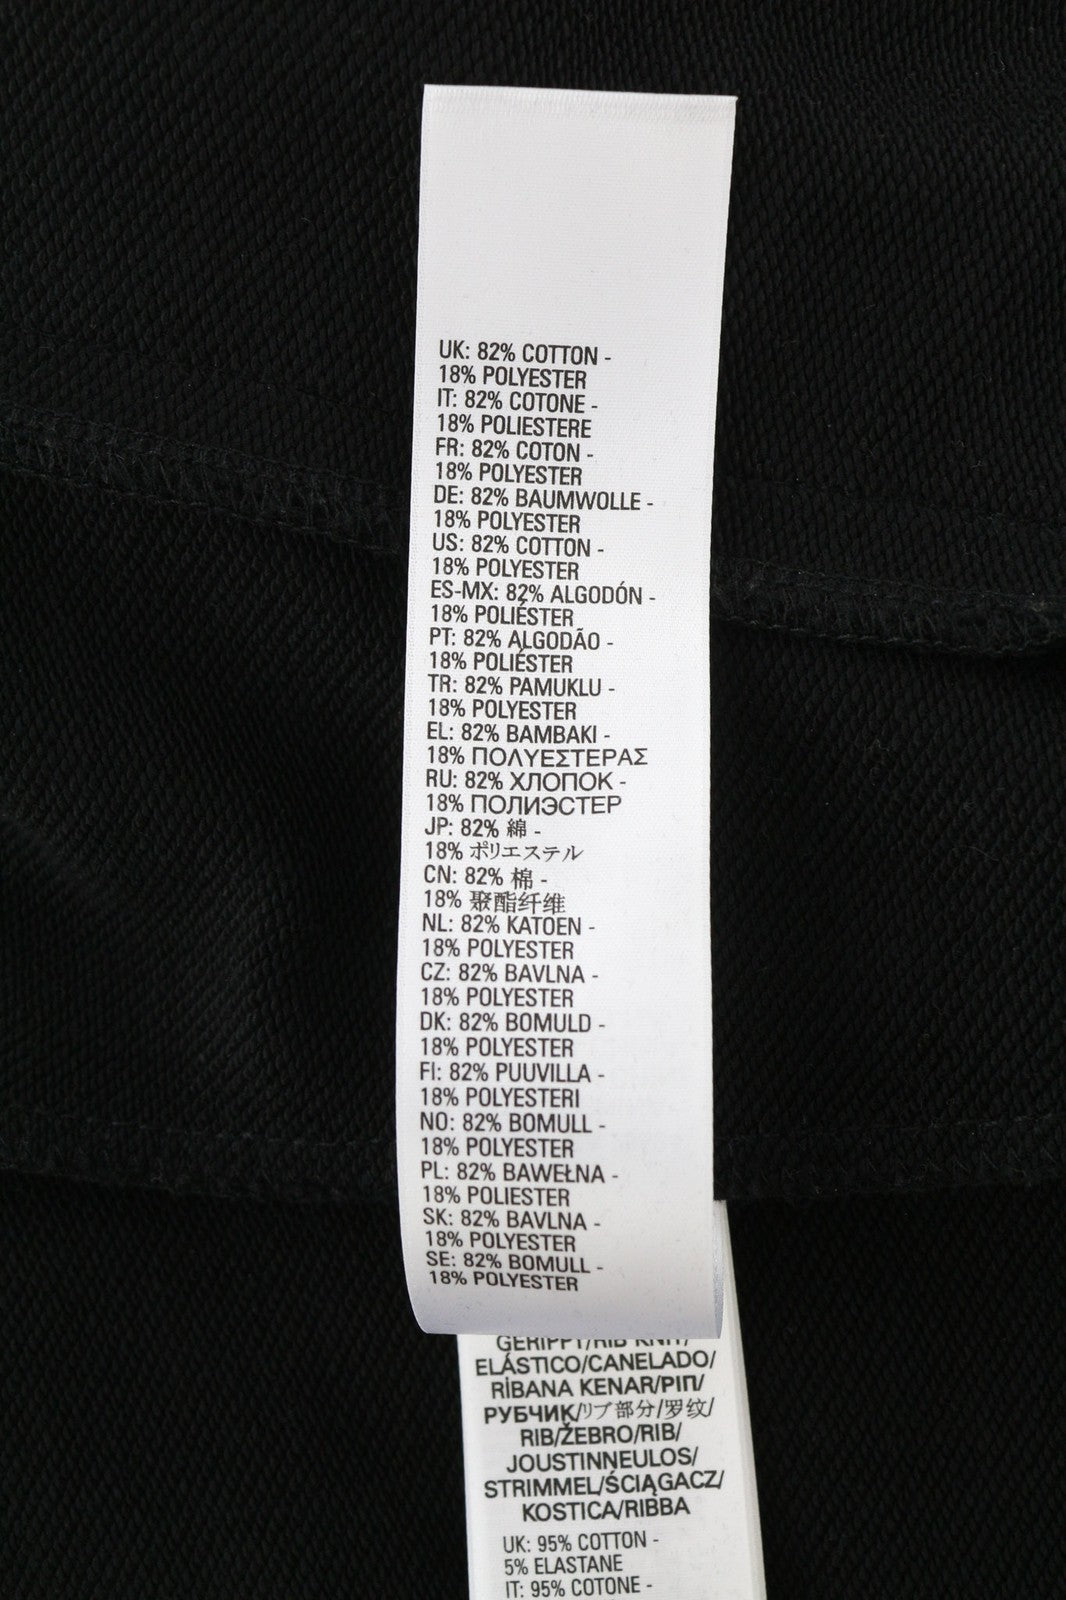 UK: 82% COTTON -
18% POLYESTER
IT: 82% COTONE -
18% POLIESTERE
FR: 82% COTON -
18% POLYESTER
DE: 82% BAUMWOLLE -
18% POLYESTER
US: 82% COTTON -
18% POLYESTER
ES-MX: 82% ALGODÓN -
18% POLIÉSTER
PT: 82% ALGODÃO -
18% POLIÉSTER
TR: 82% PAMUKLU -
18% POLYESTER
EL: 82% ΒΑΜΒΑΚΙ -
18% ΠΟΛΥΕΣΤΕΡΑΣ
RU: 82% ХЛОПОК -
18% ПОЛИЭСТЕР
JP: 82% 綿 -
18% ポリエステル
CN: 82% 棉 -
18% 聚酯纤维
NL: 82% KATOEN -
18% POLYESTER
CZ: 82% BAVLNA -
18% POLYESTER
DK: 82% BOMULD -
18% POLYESTER
FI: 82% PUUVILLA -
18% POLYESTERI
NO: 82% BOMULL -
18% POLYESTER
PL: 82% BAWEŁNA -
18% POLIESTER
SK: 82% BAVLNA -
18% POLYESTER
SE: 82% BOMULL -
18% POLYESTER
GERIPPT/RIB KNIT/
ELÁSTICO/CANELADO/
RİBANA KENAR/ΡΙΠ/
РУБЧИК/リブ部分/罗纹/
RIB/ŽEBRO/RIB/
JOUSTINNEULOS/
STRIMMEL/ŚCIĄGACZ/
KOSTICA/RIBBA
UK: 95% COTTON -
5% ELASTANE
IT: 95% COTONE -